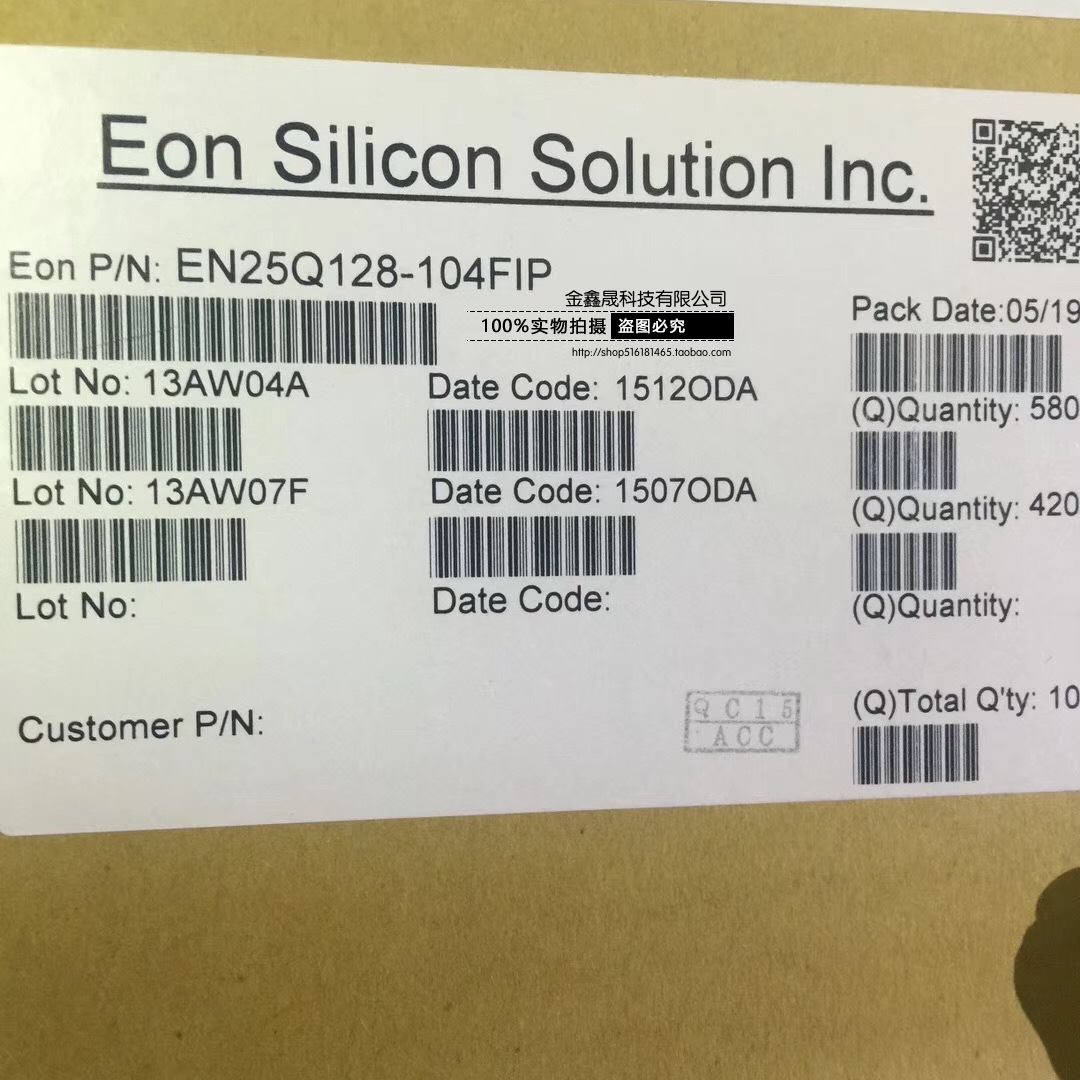 Eon Silicon Solution Inc.
Eon P/N: EN25Q128-104FIP
金鑫晟科技有限公司
100%实物拍摄 盗图必究
http://shop516181465.taobao.com
Pack Date:05/19
Lot No: 13AW04A
Date Code: 1512ODA
(Q)Quantity: 580
Lot No: 13AW07F
Date Code: 1507ODA
(Q)Quantity: 420
Lot No:
Date Code:
(Q)Quantity:
Customer P/N:
QC15
ACC
(Q)Total Q'ty: 10